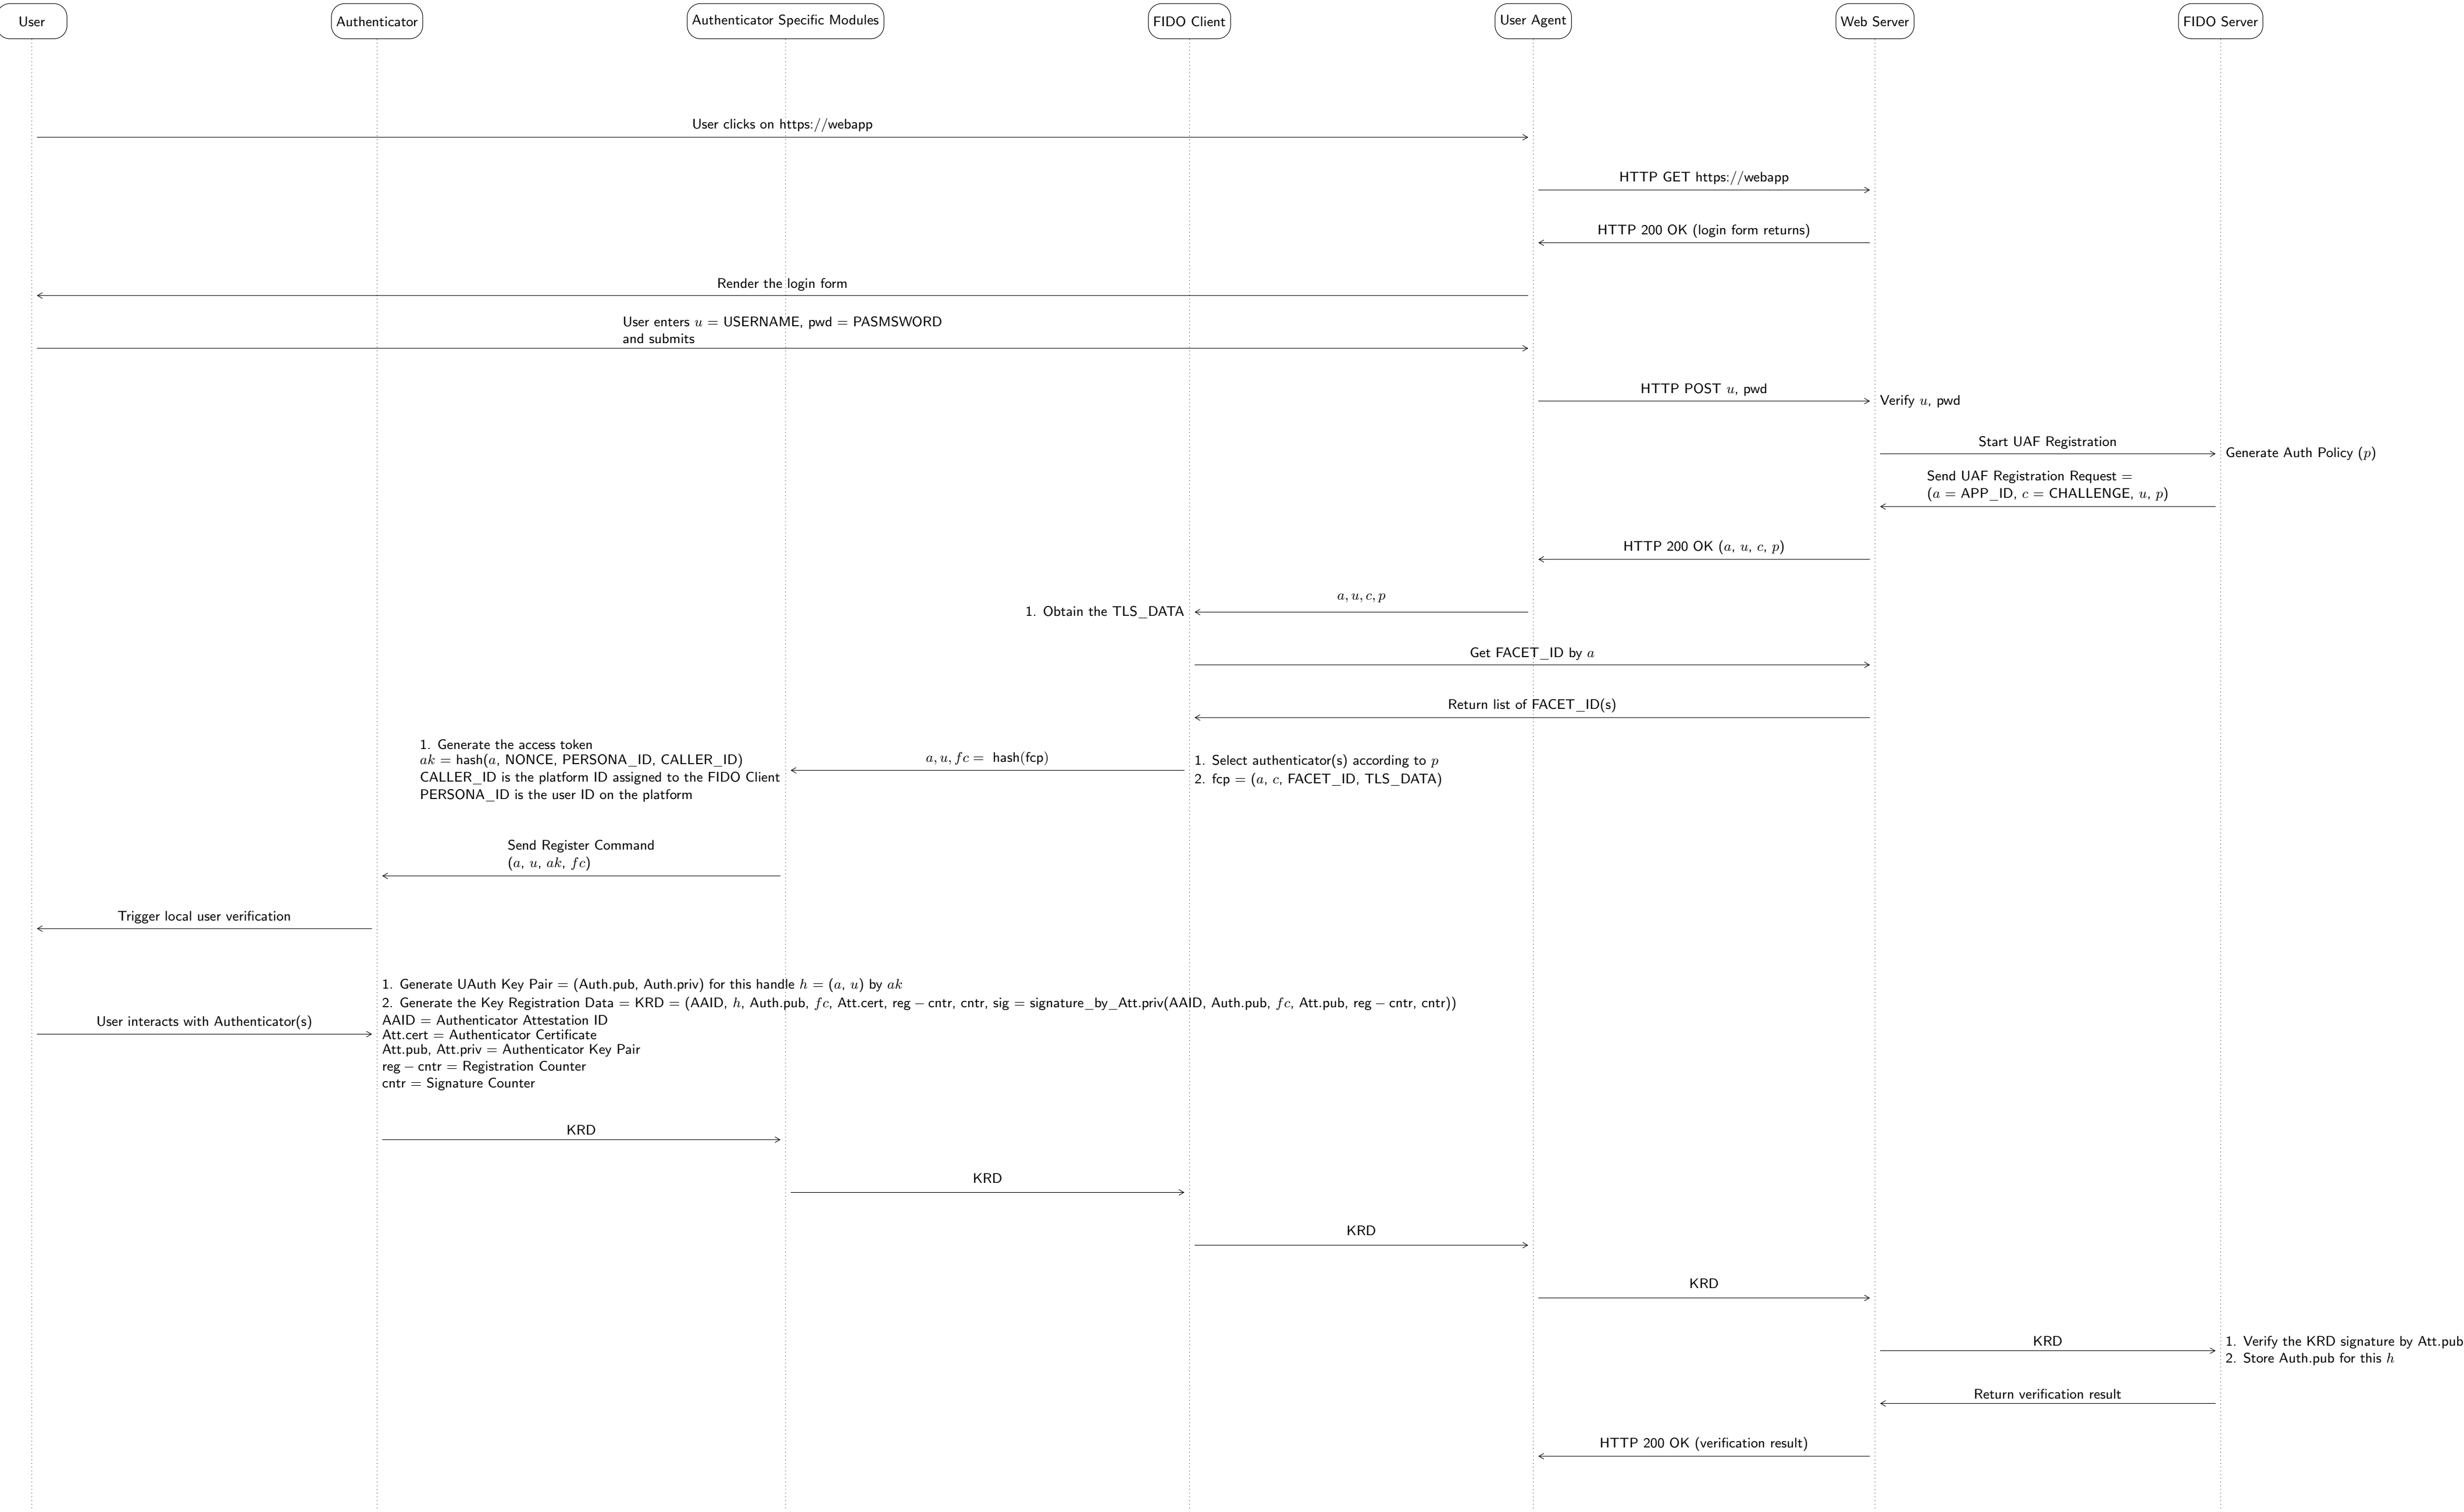 User
Authenticator
Authenticator Specific Modules
FIDO Client
User Agent
Web Server
FIDO Server
User clicks on https://webapp
HTTP GET https://webapp
HTTP 200 OK (login form returns)
Render the login form
User enters u = USERNAME, pwd = PASMSWORD
and submits
HTTP POST u, pwd
Verify u, pwd
Start UAF Registration
Generate Auth Policy (p)
Send UAF Registration Request =
(a = APP_ID, c = CHALLENGE, u, p)
HTTP 200 OK (a, u, c, p)
a, u, c, p
1. Obtain the TLS_DATA
Get FACET_ID by a
Return list of FACET_ID(s)
1. Generate the access token
ak = hash(a, NONCE, PERSONA_ID, CALLER_ID)
CALLER_ID is the platform ID assigned to the FIDO Client
PERSONA_ID is the user ID on the platform
a, u, fc = hash(fcp)
1. Select authenticator(s) according to p
2. fcp = (a, c, FACET_ID, TLS_DATA)
Send Register Command
(a, u, ak, fc)
Trigger local user verification
User interacts with Authenticator(s)
1. Generate UAuth Key Pair = (Auth.pub, Auth.priv) for this handle h = (a, u) by ak
2. Generate the Key Registration Data = KRD = (AAID, h, Auth.pub, fc, Att.cert, reg − cntr, cntr, sig = signature_by_Att.priv(AAID, Auth.pub, fc, Att.pub, reg − cntr, cntr))
AAID = Authenticator Attestation ID
Att.cert = Authenticator Certificate
Att.pub, Att.priv = Authenticator Key Pair
reg − cntr = Registration Counter
cntr = Signature Counter
KRD
KRD
KRD
KRD
KRD
1. Verify the KRD signature by Att.pub
2. Store Auth.pub for this h
Return verification result
HTTP 200 OK (verification result)